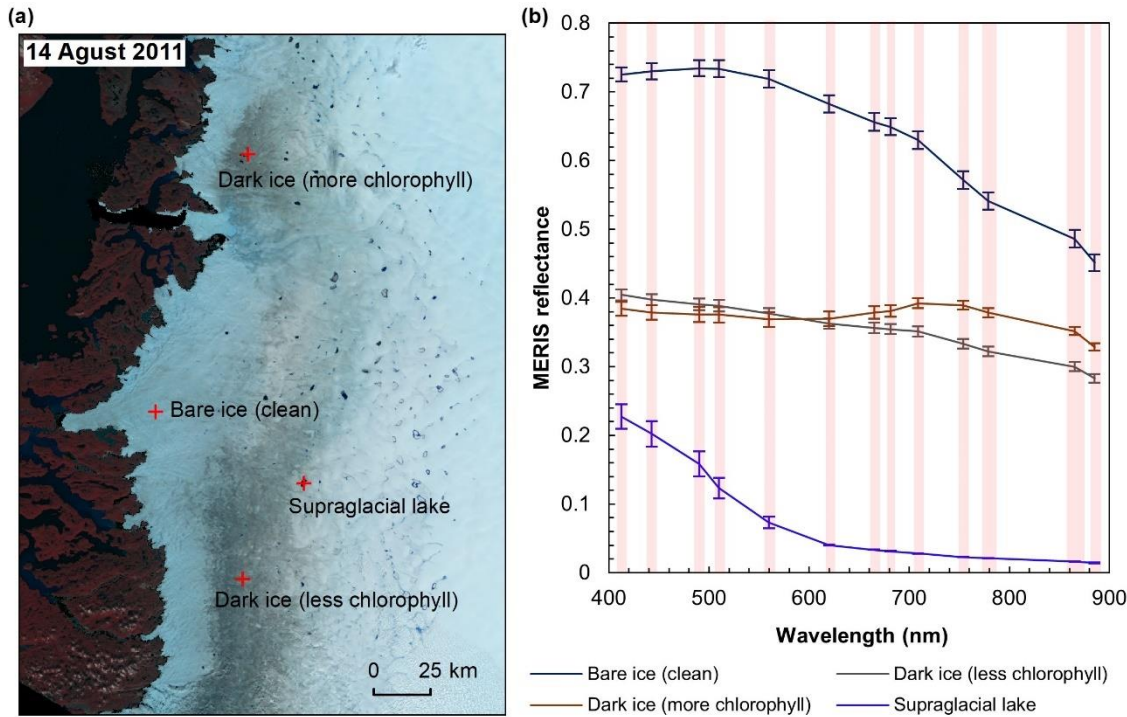 (a)
14 Agust 2011
Dark ice (more chlorophyll)
Bare ice (clean)
Supraglacial lake
Dark ice (less chlorophyll)
0 25 km
(b)
0.8
0.7
0.6
0.5
0.4
0.3
0.2
0.1
0
MERIS reflectance
400 500 600 700 800 900
Wavelength (nm)
Bare ice (clean) Dark ice (less chlorophyll)
Dark ice (more chlorophyll) Supraglacial lake